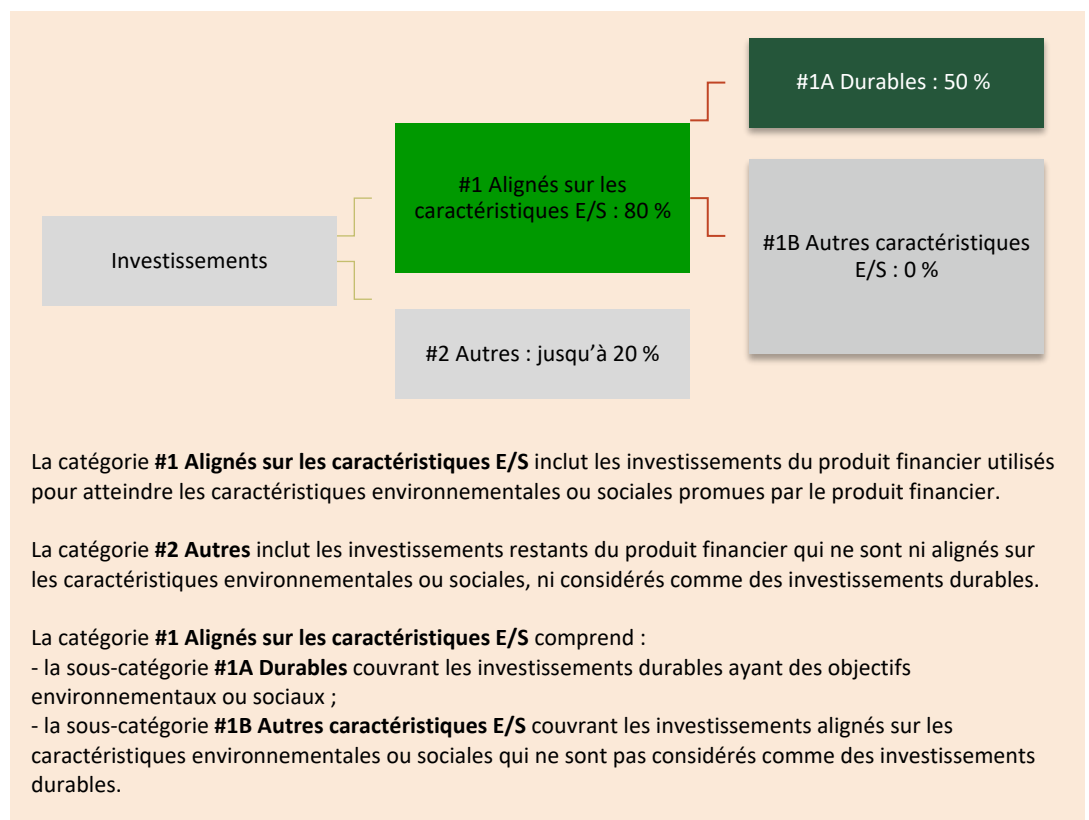 #1A Durables : 50 %
#1 Alignés sur les
caractéristiques E/S : 80 %
#1B Autres caractéristiques
E/S : 0 %
Investissements
#2 Autres : jusqu’à 20 %
La catégorie #1 Alignés sur les caractéristiques E/S inclut les investissements du produit financier utilisés
pour atteindre les caractéristiques environnementales ou sociales promues par le produit financier.
La catégorie #2 Autres inclut les investissements restants du produit financier qui ne sont ni alignés sur
les caractéristiques environnementales ou sociales, ni considérés comme des investissements durables.
La catégorie #1 Alignés sur les caractéristiques E/S comprend :
- la sous-catégorie #1A Durables couvrant les investissements durables ayant des objectifs
environnementaux ou sociaux ;
- la sous-catégorie #1B Autres caractéristiques E/S couvrant les investissements alignés sur les
caractéristiques environnementales ou sociales qui ne sont pas considérés comme des investissements
durables.